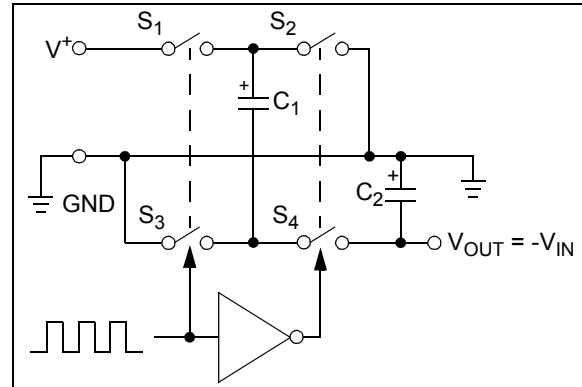 S1 S2
V+
+
C1
+
C2
GND
S3 S4
VOUT = -VIN